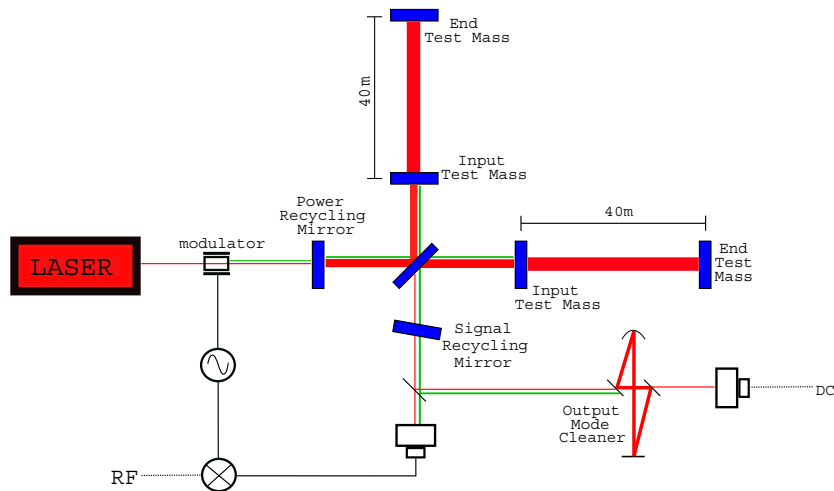 End
Test Mass
40m
Input
Test Mass
Power
Recycling
Mirror
40m
modulator
LASER
End
Test
Mass
Input
Test Mass
Signal
Recycling
Mirror
DC
Output
Mode
Cleaner
RF